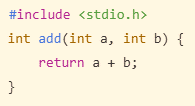 #include <stdio.h>
int add(int a, int b) {
    return a + b;
}